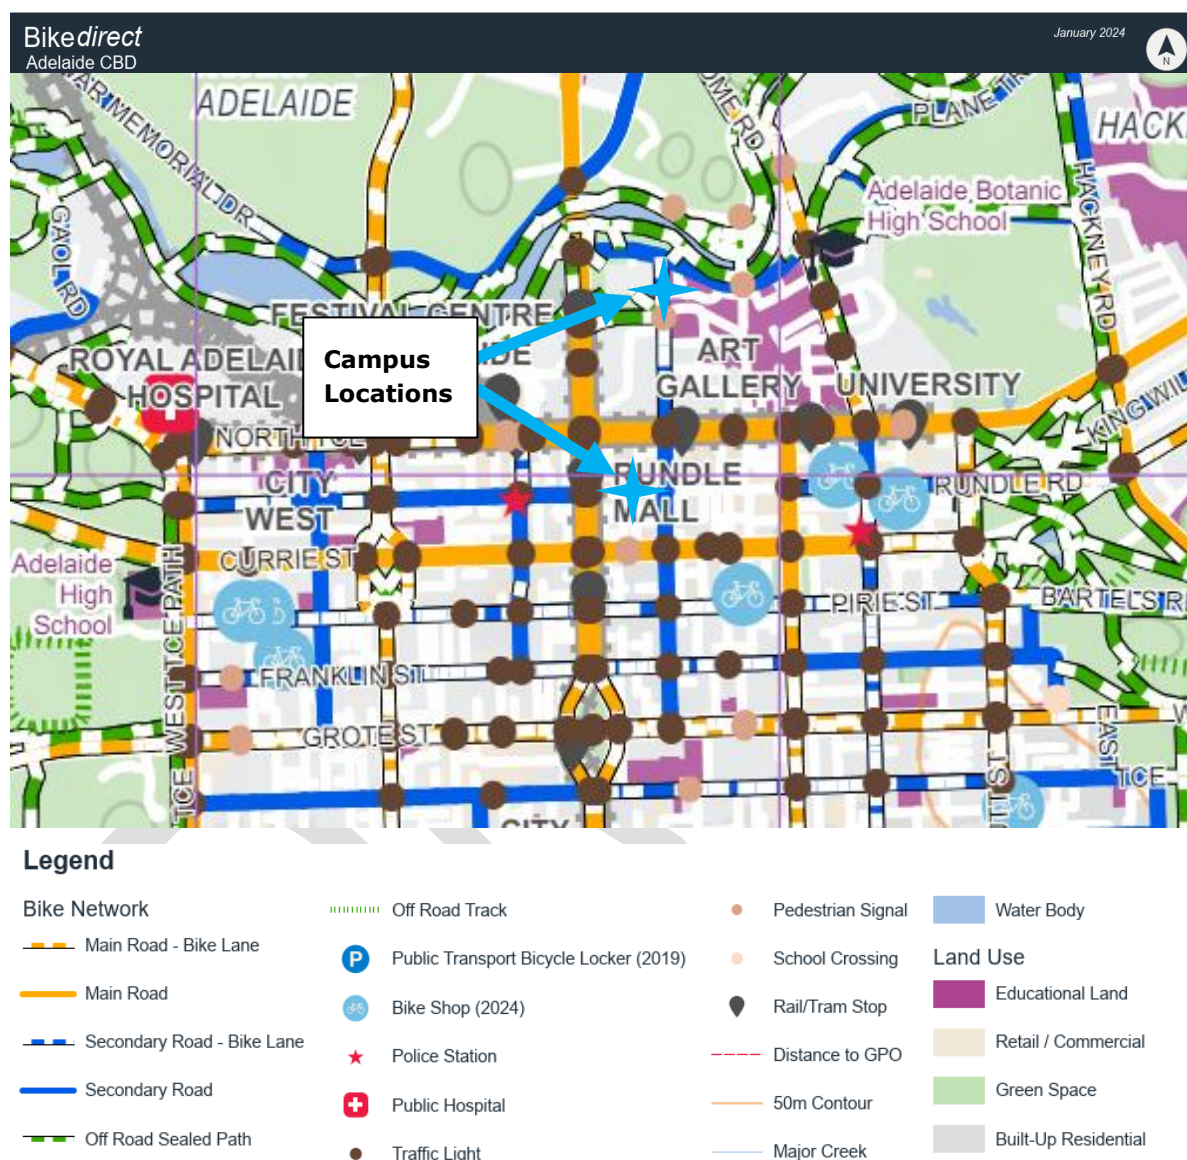 Bikedirect
Adelaide CBD
January 2024
N
ADELAIDE
PLANE
HACK
HACKNEY RD
GAOL RD
Adelaide Botanic
High School
FESTIVAL CENTRE
ROYAL ADELAI
HOSPITAL
Campus
Locations
IDE
ART
GALLERY
UNIVERSITY
KING WIL
NORTH TCE
RUNDLE
MALL
RUNDLE RD
CITY
WEST
CURRIE ST
Adelaide
High
School
WEST TCE PATH
PIRIE ST
BARTELS R
FRANKLIN ST
GROTE ST
EAST
TCE
TCE
CITY
Legend
Bike Network
Main Road - Bike Lane
Main Road
Secondary Road - Bike Lane
Secondary Road
Off Road Sealed Path
Off Road Track
P
Public Transport Bicycle Locker (2019)
Bike Shop (2024)
Police Station
Public Hospital
Traffic Light
Pedestrian Signal
School Crossing
Rail/Tram Stop
Distance to GPO
50m Contour
Major Creek
Water Body
Land Use
Educational Land
Retail / Commercial
Green Space
Built-Up Residential